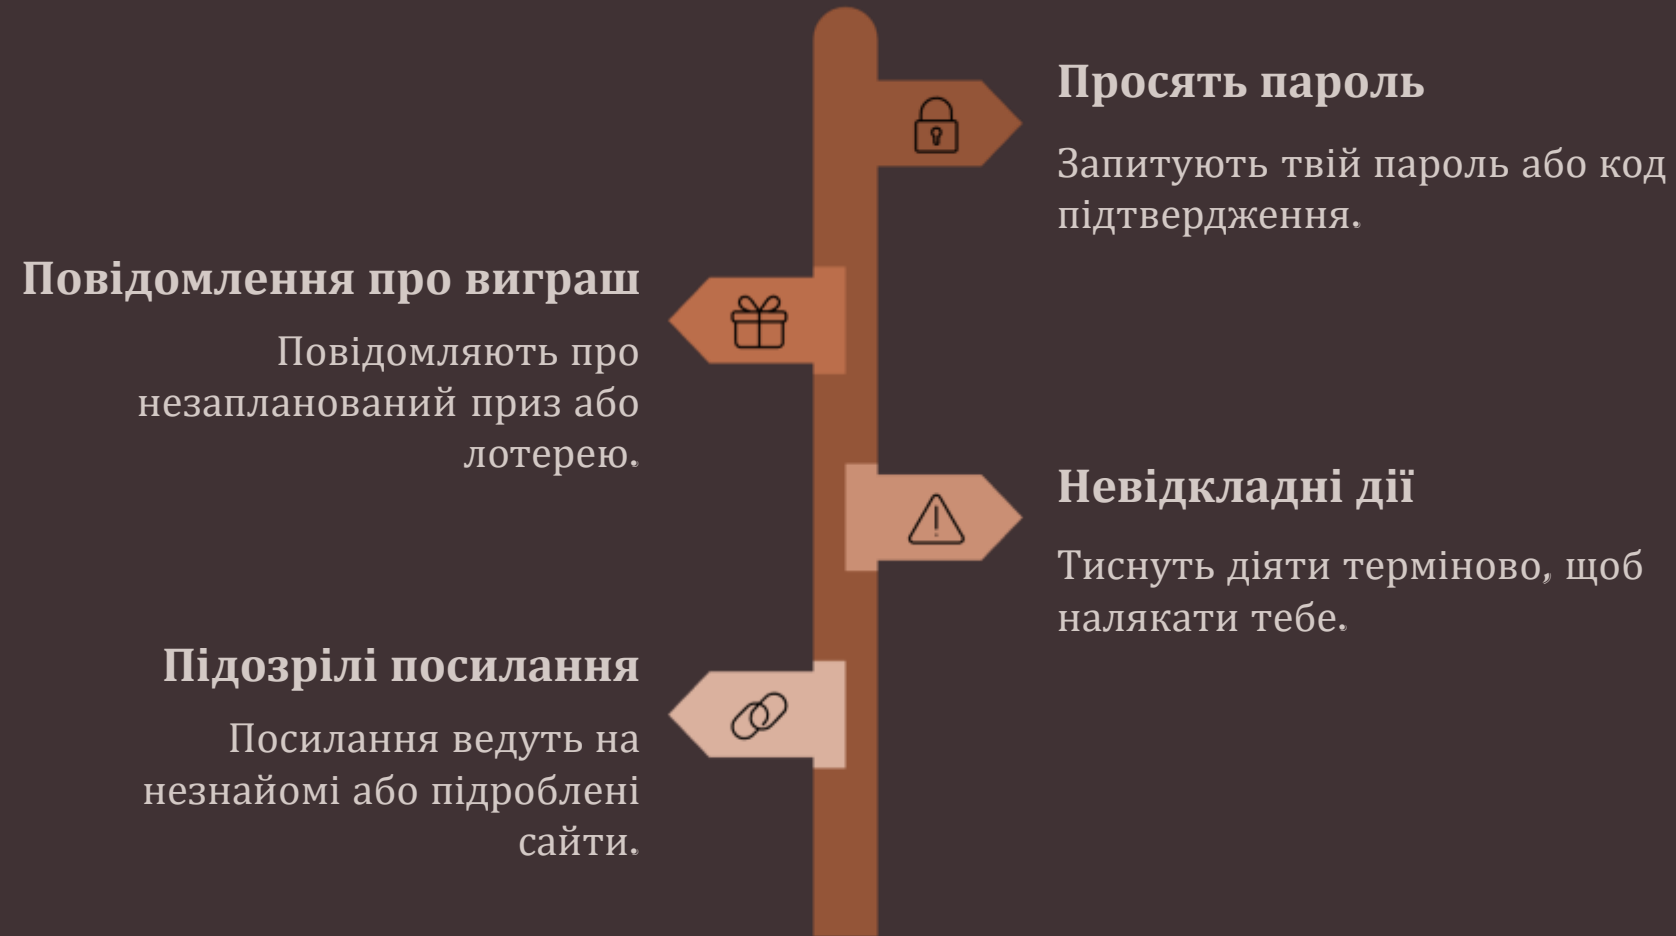 Просять пароль
Запитують твій пароль або код
підтвердження.
Повідомлення про виграш
Повідомляють про
незапланований приз або
лотерею.
Невідкладні дії
Тиснуть діяти терміново, щоб
налякати тебе.
Підозрілі посилання
Посилання ведуть на
незнайомі або підроблені
сайти.